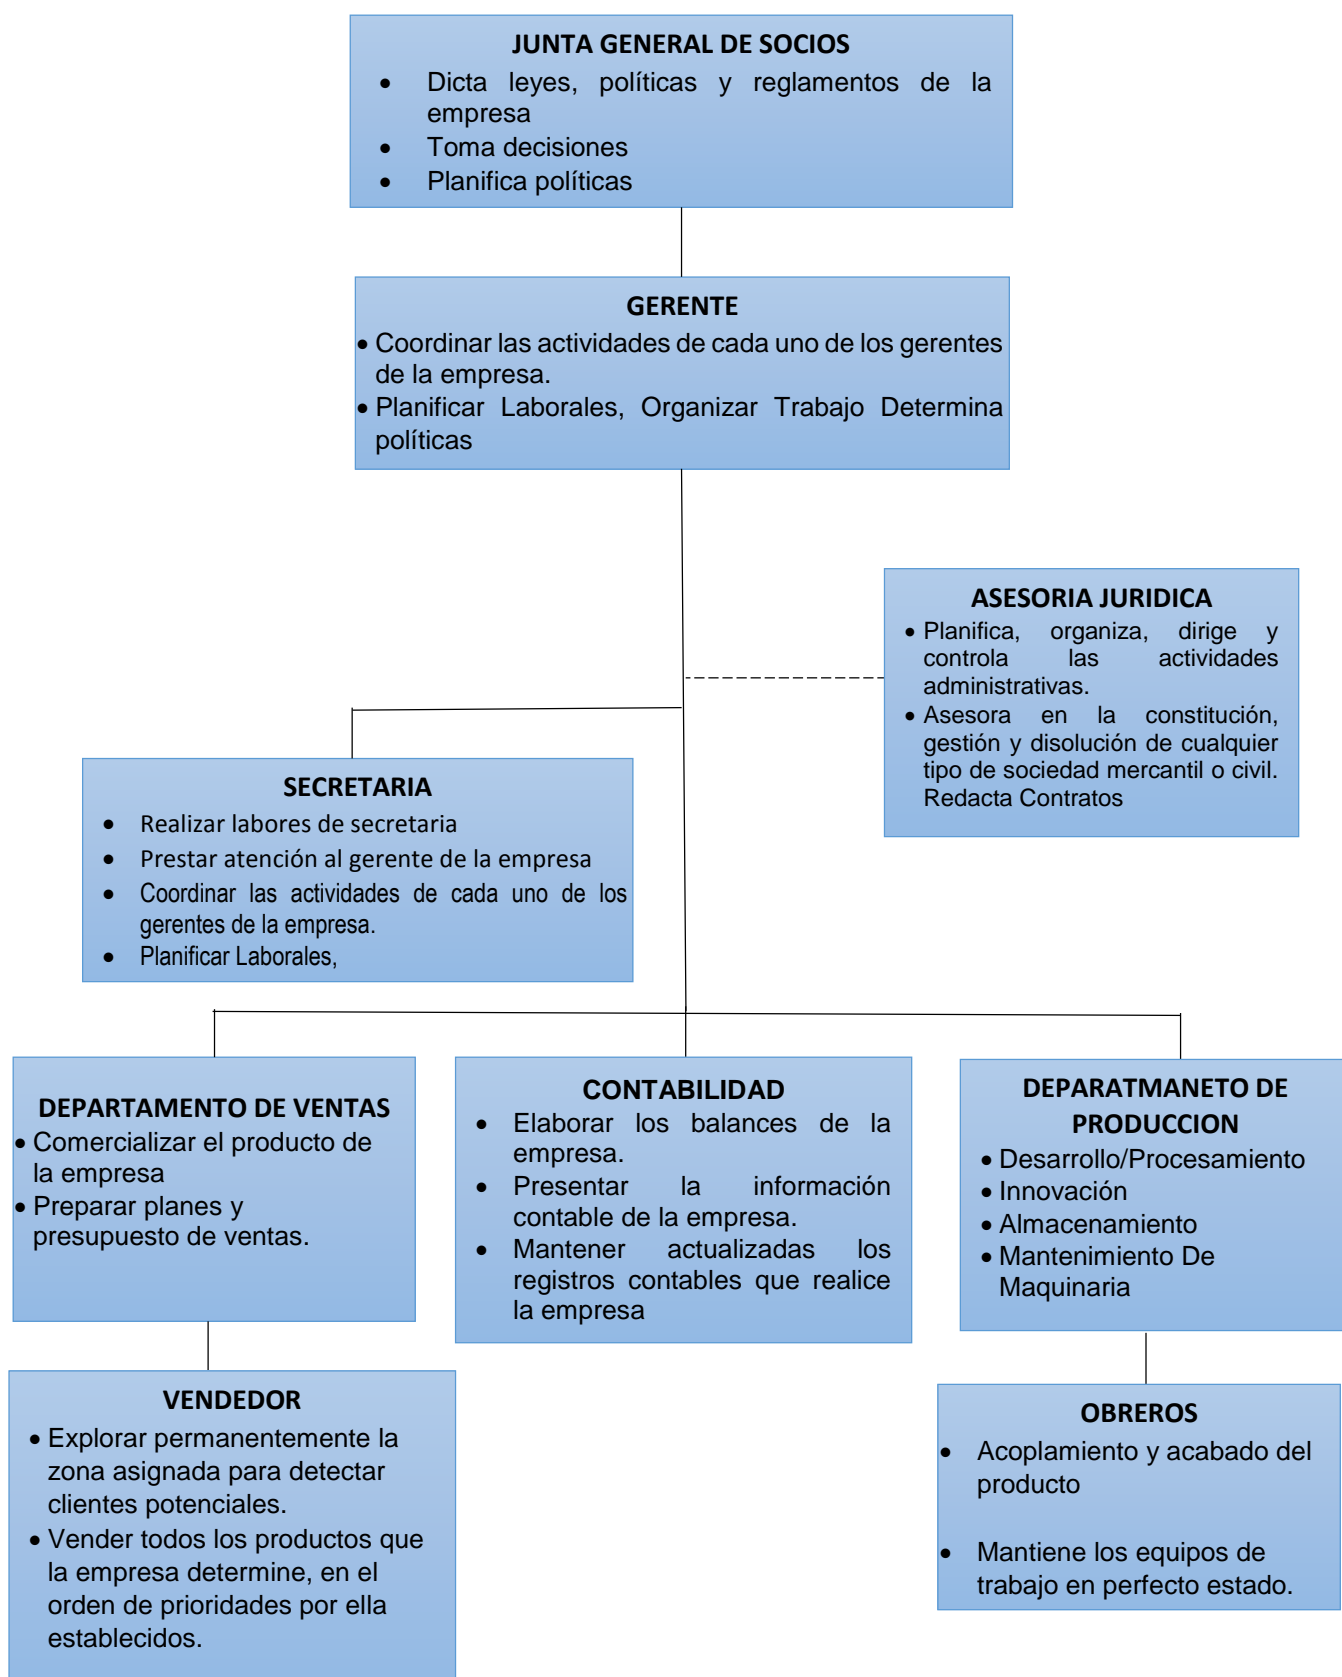 JUNTA GENERAL DE SOCIOS
• Dicta leyes, políticas y reglamentos de la
empresa
• Toma decisiones
• Planifica políticas
GERENTE
• Coordinar las actividades de cada uno de los gerentes
de la empresa.
• Planificar Laborales, Organizar Trabajo Determina
políticas
ASESORIA JURIDICA
• Planifica, organiza, dirige y
controla las actividades
administrativas.
• Asesora en la constitución,
gestión y disolución de cualquier
tipo de sociedad mercantil o civil.
Redacta Contratos
SECRETARIA
• Realizar labores de secretaria
• Prestar atención al gerente de la empresa
• Coordinar las actividades de cada uno de los
gerentes de la empresa.
• Planificar Laborales,
DEPARTAMENTO DE VENTAS
• Comercializar el producto de
la empresa
• Preparar planes y
presupuesto de ventas.
CONTABILIDAD
• Elaborar los balances de la
empresa.
• Presentar la información
contable de la empresa.
• Mantener actualizadas los
registros contables que realice
la empresa
DEPARATMANETO DE
PRODUCCION
• Desarrollo/Procesamiento
• Innovación
• Almacenamiento
• Mantenimiento De
Maquinaria
VENDEDOR
• Explorar permanentemente la
zona asignada para detectar
clientes potenciales.
• Vender todos los productos que
la empresa determine, en el
orden de prioridades por ella
establecidos.
OBREROS
• Acoplamiento y acabado del
producto
• Mantiene los equipos de
trabajo en perfecto estado.